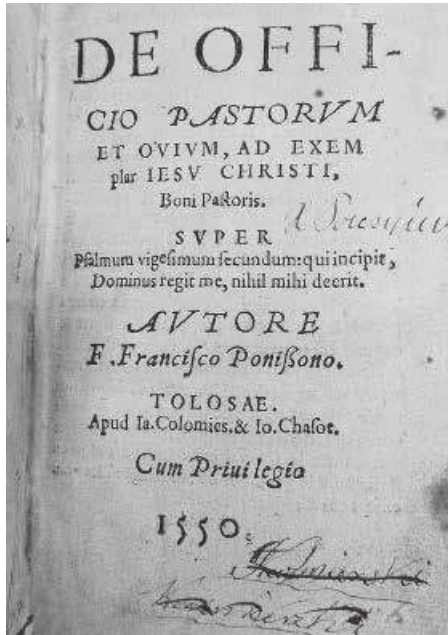 DE OFFI-
CIO PASTORVM
ET OVIVM, AD EXEM
plar IESV CHRISTI,
Boni Paſtoris.
SVPER
Pſalmum vigeſimum ſecundum: qui incipit,
Dominus regit me, nihil mihi deerit.
AVTORE
F. Franciſco Ponißono.
TOLOSAE.
Apud Ia. Colomies. & Io. Chaſot.
Cum Priuilegio
1550.